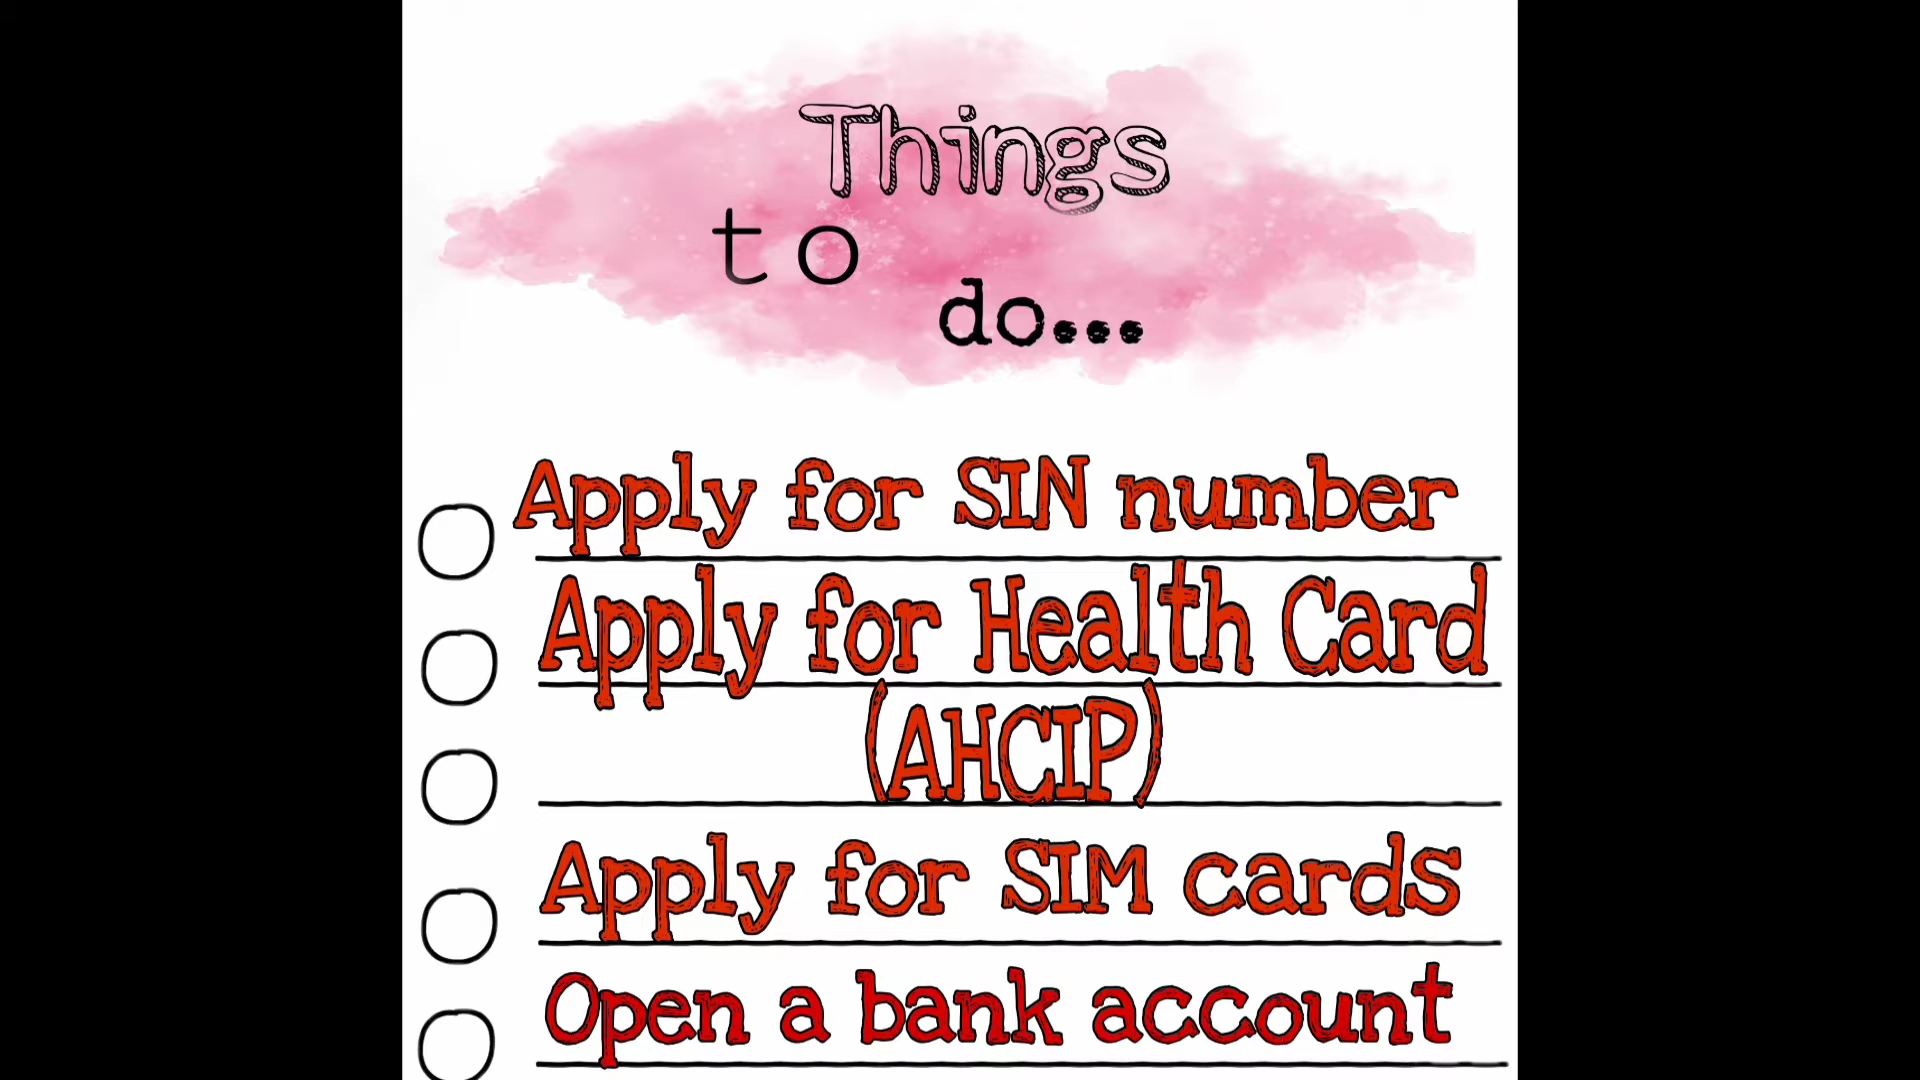 Things
to
do...
Apply for SIN number
Apply for Health Card
(AHCIP)
Apply for SIM cards
Open a bank account